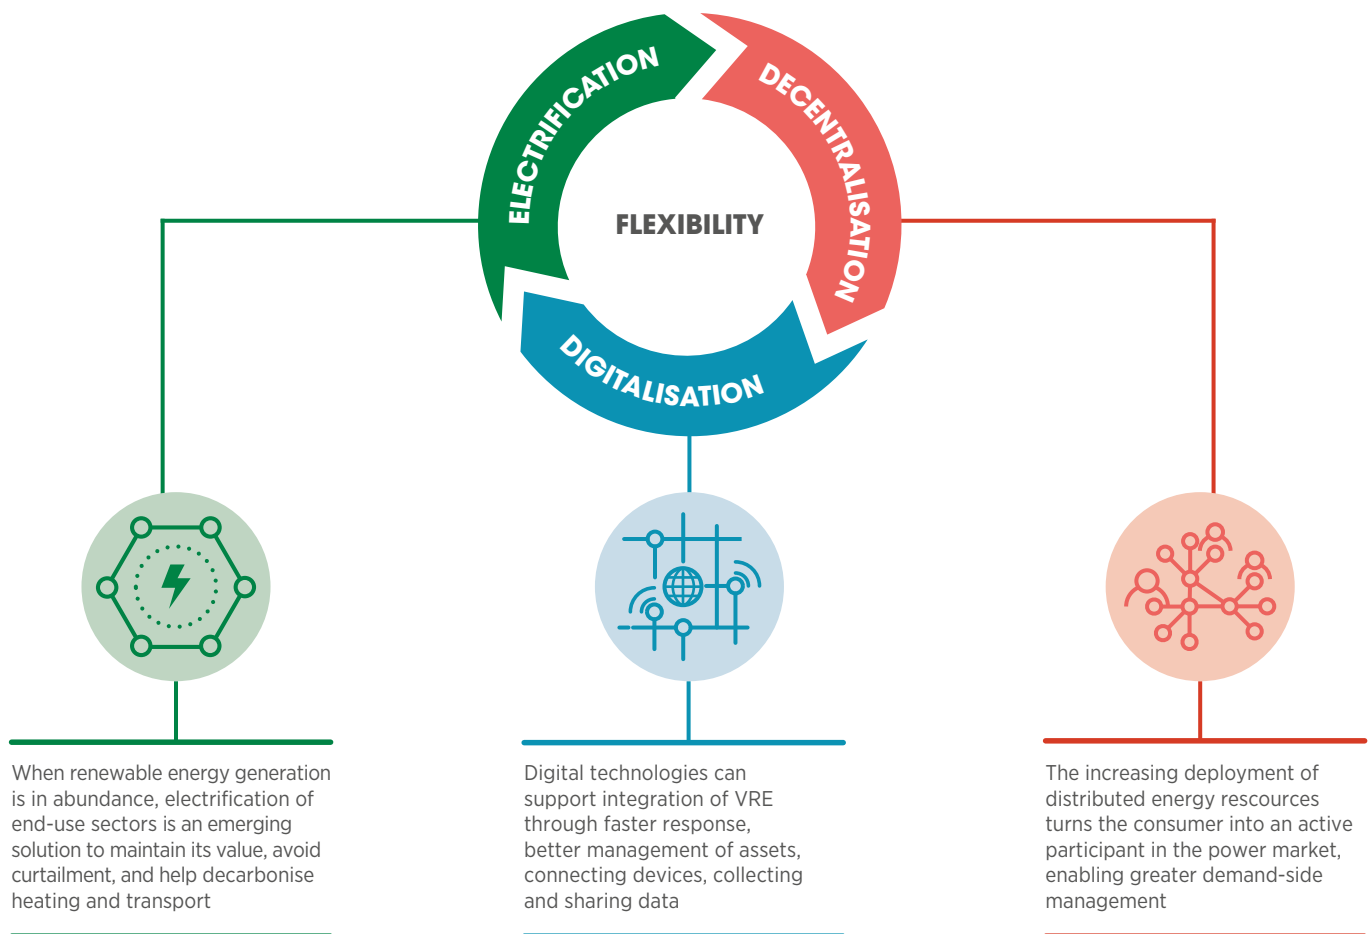 ELECTRIFICATION
DECENTRALISATION
FLEXIBILITY
DIGITALISATION
When renewable energy generation
is in abundance, electrification of
end-use sectors is an emerging
solution to maintain its value, avoid
curtailment, and help decarbonise
heating and transport
Digital technologies can
support integration of VRE
through faster response,
better management of assets,
connecting devices, collecting
and sharing data
The increasing deployment of
distributed energy rescources
turns the consumer into an active
participant in the power market,
enabling greater demand-side
management